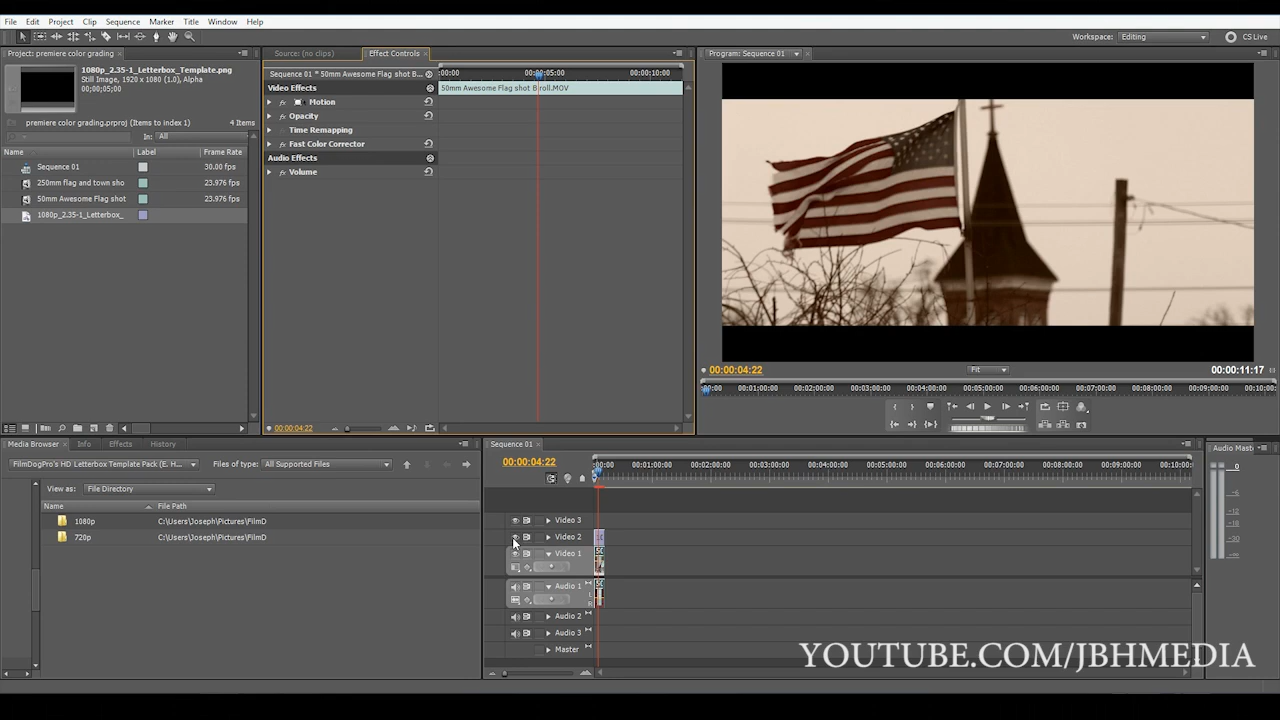 File Edit Project Clip Sequence Marker Title Window Help
Workspace: Editing CS Live
Project: premiere color grading
1080p_2.35-1_Letterbox_Template.png
Still Image, 1920 x 1080 (1.0), Alpha
00;00;05;00
premiere color grading.prproj (Items to index 1) 4 Items
In: All
Name Label Frame Rate
Sequence 01 30.00 fps
250mm flag and town sho 23.976 fps
50mm Awesome Flag shot 23.976 fps
1080p_2.35-1_Letterbox_
Source: (no clips) Effect Controls
Sequence 01 * 50mm Awesome Flag shot B... :00:00 00:00:05:00 00:00:10:00
Video Effects 50mm Awesome Flag shot B roll.MOV
fx Motion
fx Opacity
Time Remapping
fx Fast Color Corrector
Audio Effects
fx Volume
00:00:04:22
Program: Sequence 01
00:00:04:22 Fit 00:00:11:17
:00:00 00:01:00:00 00:02:00:00 00:03:00:00 00:04:00:00 00:05:00:00 00:06:00:00 00:07:00:00 00:08:00:00 00:09:00:00 00:10:00:
Media Browser Info Effects History
FilmDogPro's HD Letterbox Template Pack (E. H... Files of type: All Supported Files
View as: File Directory
Name File Path
1080p C:\Users\Joseph\Pictures\FilmD
720p C:\Users\Joseph\Pictures\FilmD
Sequence 01
00:00:04:22 :00:00 00:01:00:00 00:02:00:00 00:03:00:00 00:04:00:00 00:05:00:00 00:06:00:00 00:07:00:00 00:08:00:00 00:09:00:00 00:10:00:
Video 3
Video 2
Video 1
Audio 1
L
R
Audio 2
Audio 3
Master
Audio Mast
0
-6
-12
-18
-30
YOUTUBE.COM/JBHMEDIA